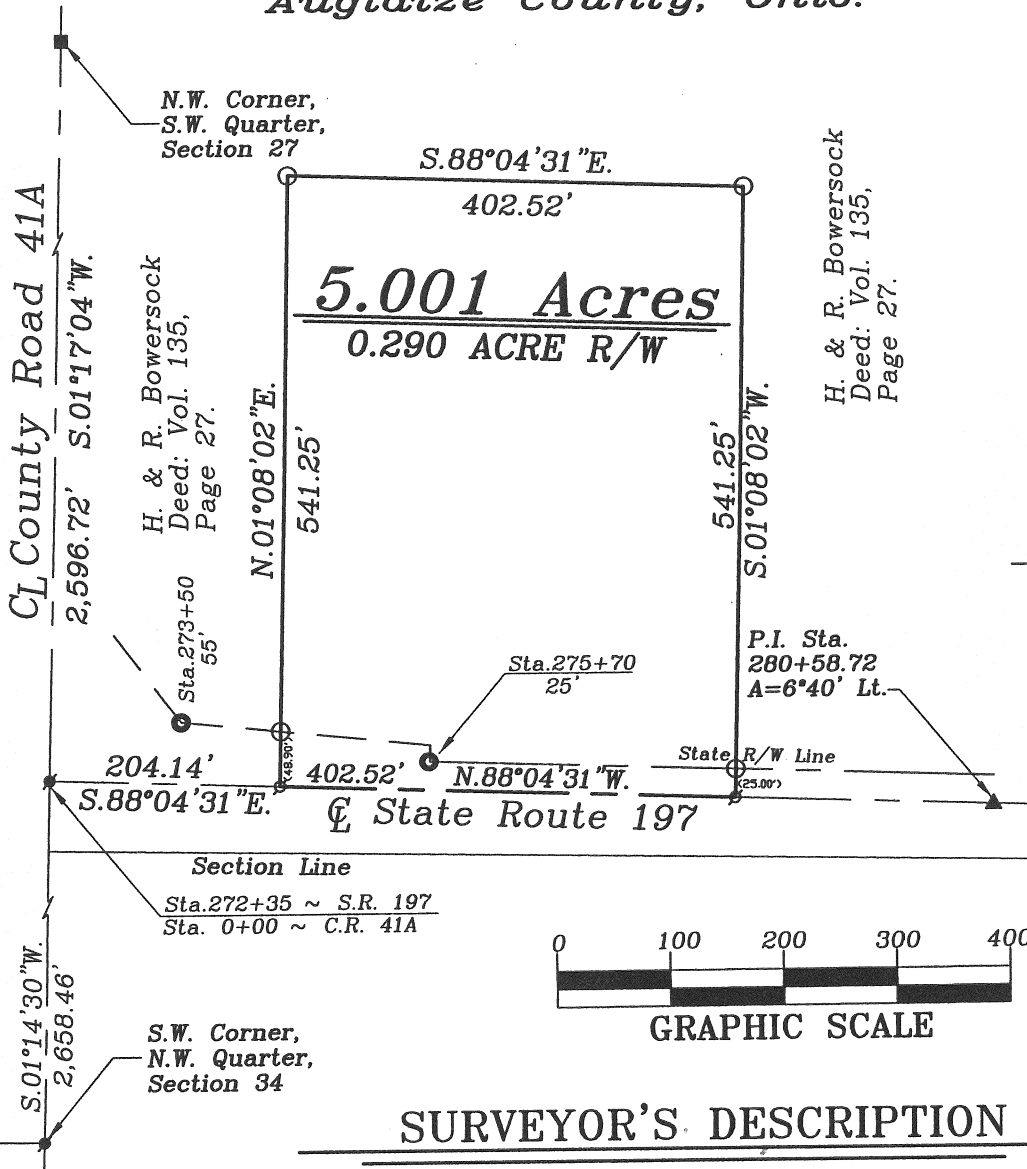 Auglaize County, Ohio.
N.W. Corner,
S.W. Quarter,
Section 27
S.88°04'31"E.
402.52'
5.001 Acres
0.290 ACRE R/W
H. & R. Bowersock
Deed: Vol. 135,
Page 27.
CL County Road 41A
2,596.72' S.01°17'04"W.
H. & R. Bowersock
Deed: Vol. 135,
Page 27.
N.01°08'02"E.
541.25'
541.25'
S.01°08'02"W.
Sta.273+50
55'
Sta.275+70
25'
P.I. Sta.
280+58.72
A=6°40' Lt.
State R/W Line
204.14'
S.88°04'31"E.
(48.90')
402.52'
N.88°04'31"W.
(25.00')
CL State Route 197
Section Line
Sta.272+35 ~ S.R. 197
Sta. 0+00 ~ C.R. 41A
0 100 200 300 400
GRAPHIC SCALE
S.01°14'30"W.
2,658.46'
S.W. Corner,
N.W. Quarter,
Section 34
SURVEYOR'S DESCRIPTION